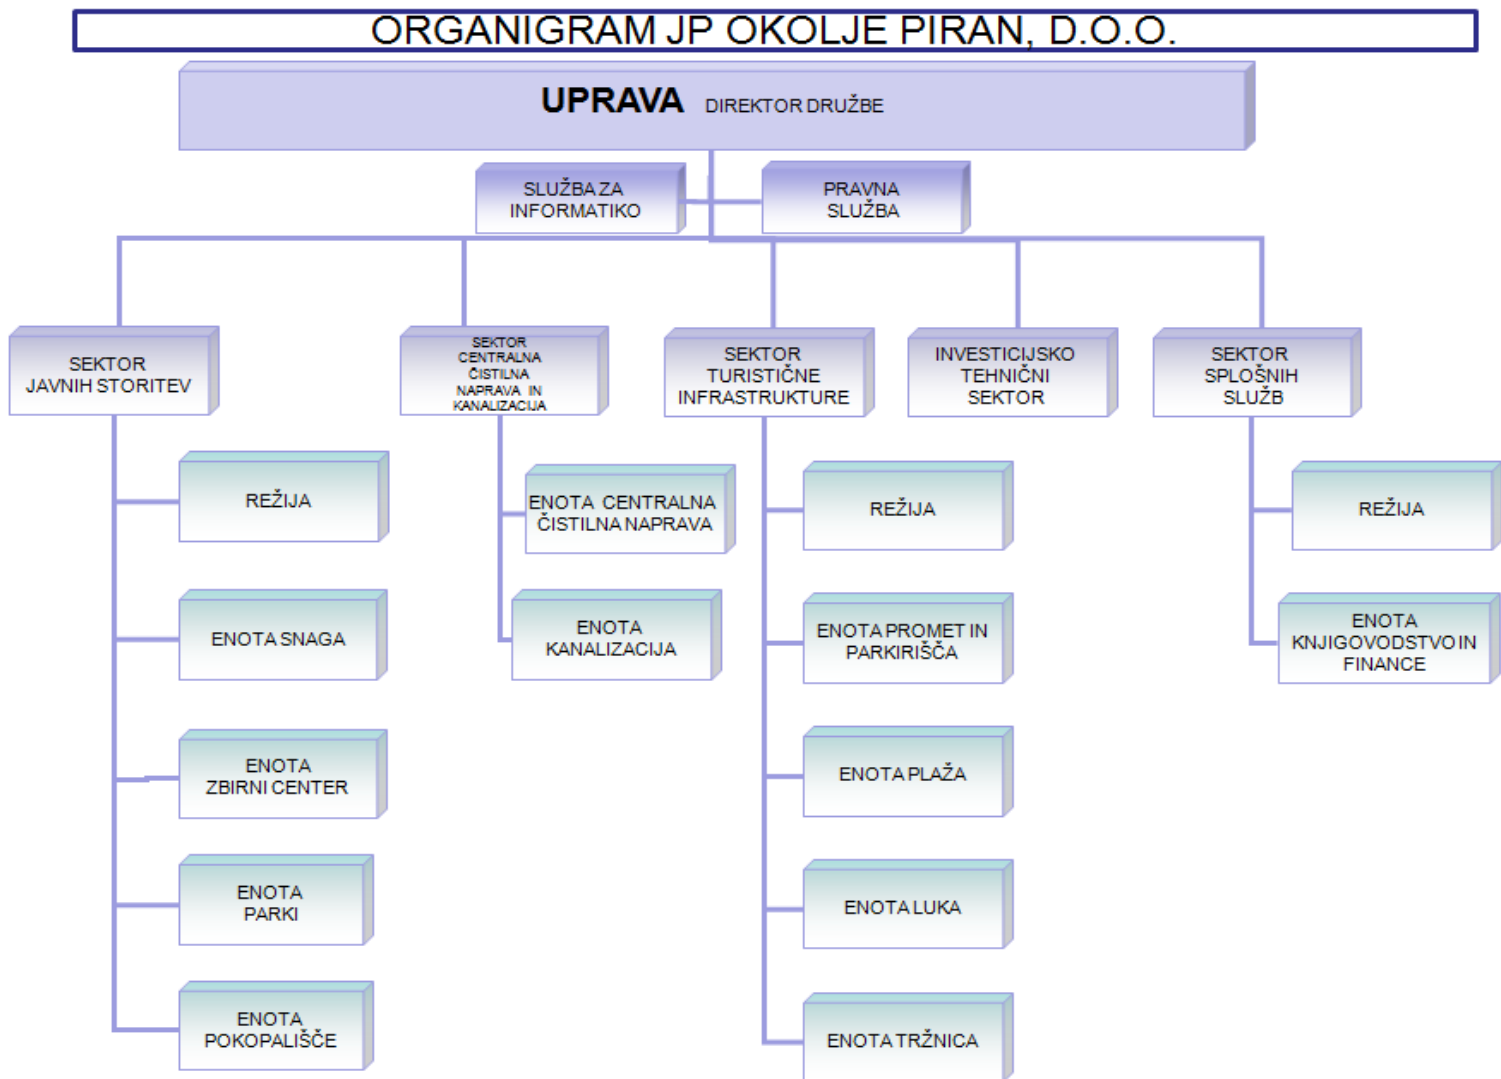 ORGANIGRAM JP OKOLJE PIRAN, D.O.O.
UPRAVA DIREKTOR DRUŽBE
SLUŽBA ZA
INFORMATIKO
PRAVNA
SLUŽBA
SEKTOR
JAVNIH STORITEV
SEKTOR
CENTRALNA
ČISTILNA
NAPRAVA IN
KANALIZACIJA
SEKTOR
TURISTIČNE
INFRASTRUKTURE
INVESTICIJSKO
TEHNIČNI
SEKTOR
SEKTOR
SPLOŠNIH
SLUŽB
REŽIJA
ENOTA SNAGA
ENOTA
ZBIRNI CENTER
ENOTA
PARKI
ENOTA
POKOPALIŠČE
ENOTA CENTRALNA
ČISTILNA NAPRAVA
ENOTA
KANALIZACIJA
REŽIJA
ENOTA PROMET IN
PARKIRIŠČA
ENOTA PLAŽA
ENOTA LUKA
ENOTA TRŽNICA
REŽIJA
ENOTA
KNJIGOVODSTVO IN
FINANCE